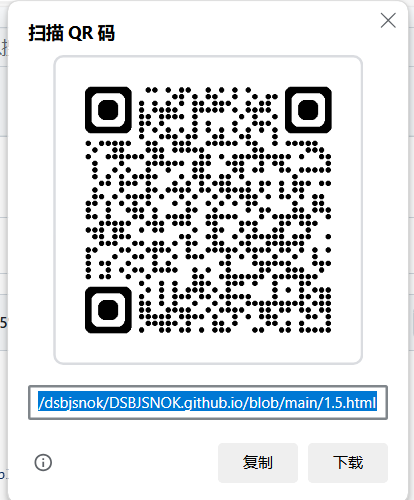 扫描 QR 码
/dsbjsnok/DSBJSNOK.github.io/blob/main/1.5.html
复制
下载